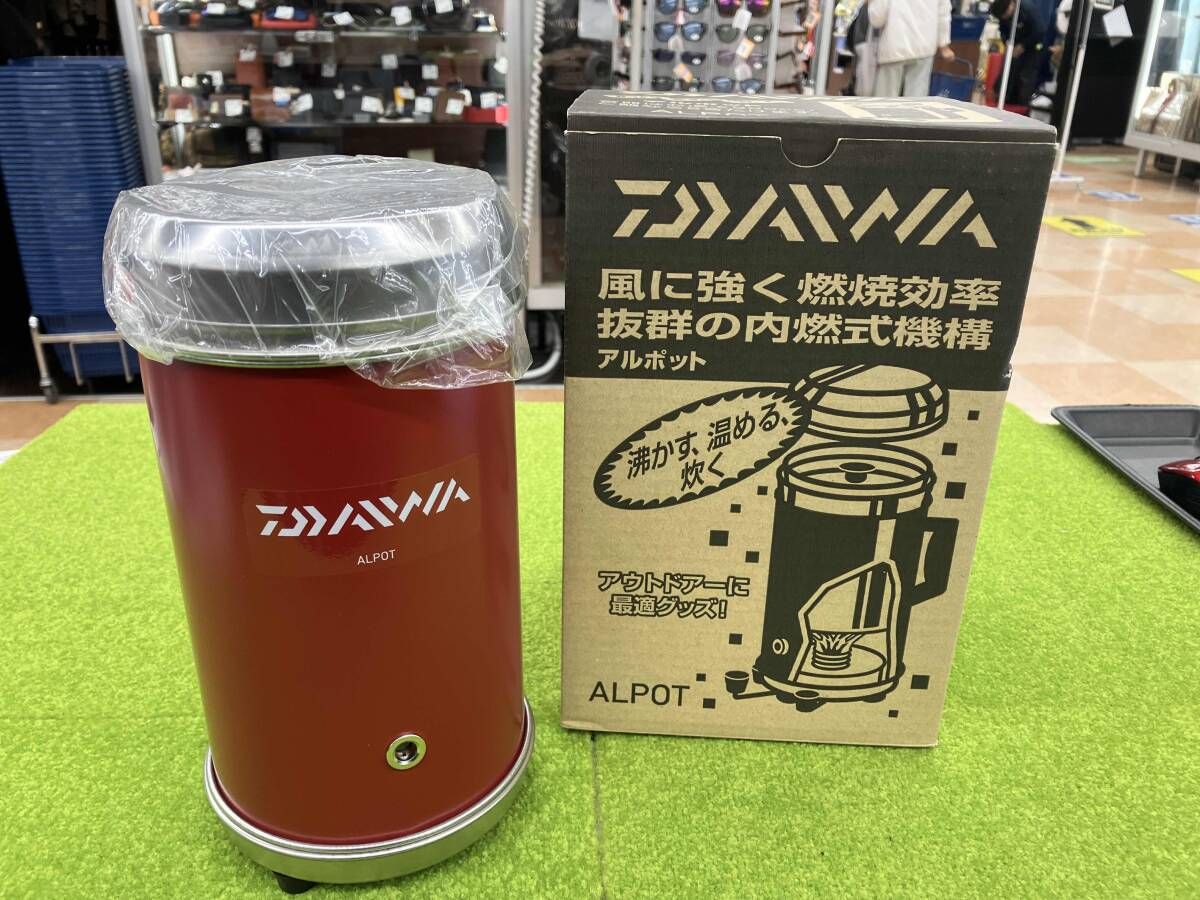 DAIWA
ALPOT
DAIWA
風に強く燃焼効率
抜群の内燃式機構
アルポット
沸かす、温める、
炊く
アウトドアーに
最適グッズ!
ALPOT